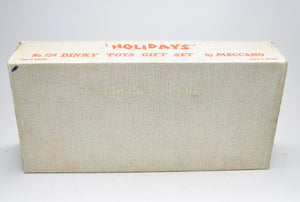 'HOLIDAYS'
No. 124 DINKY TOYS GIFT SET by MECCANO